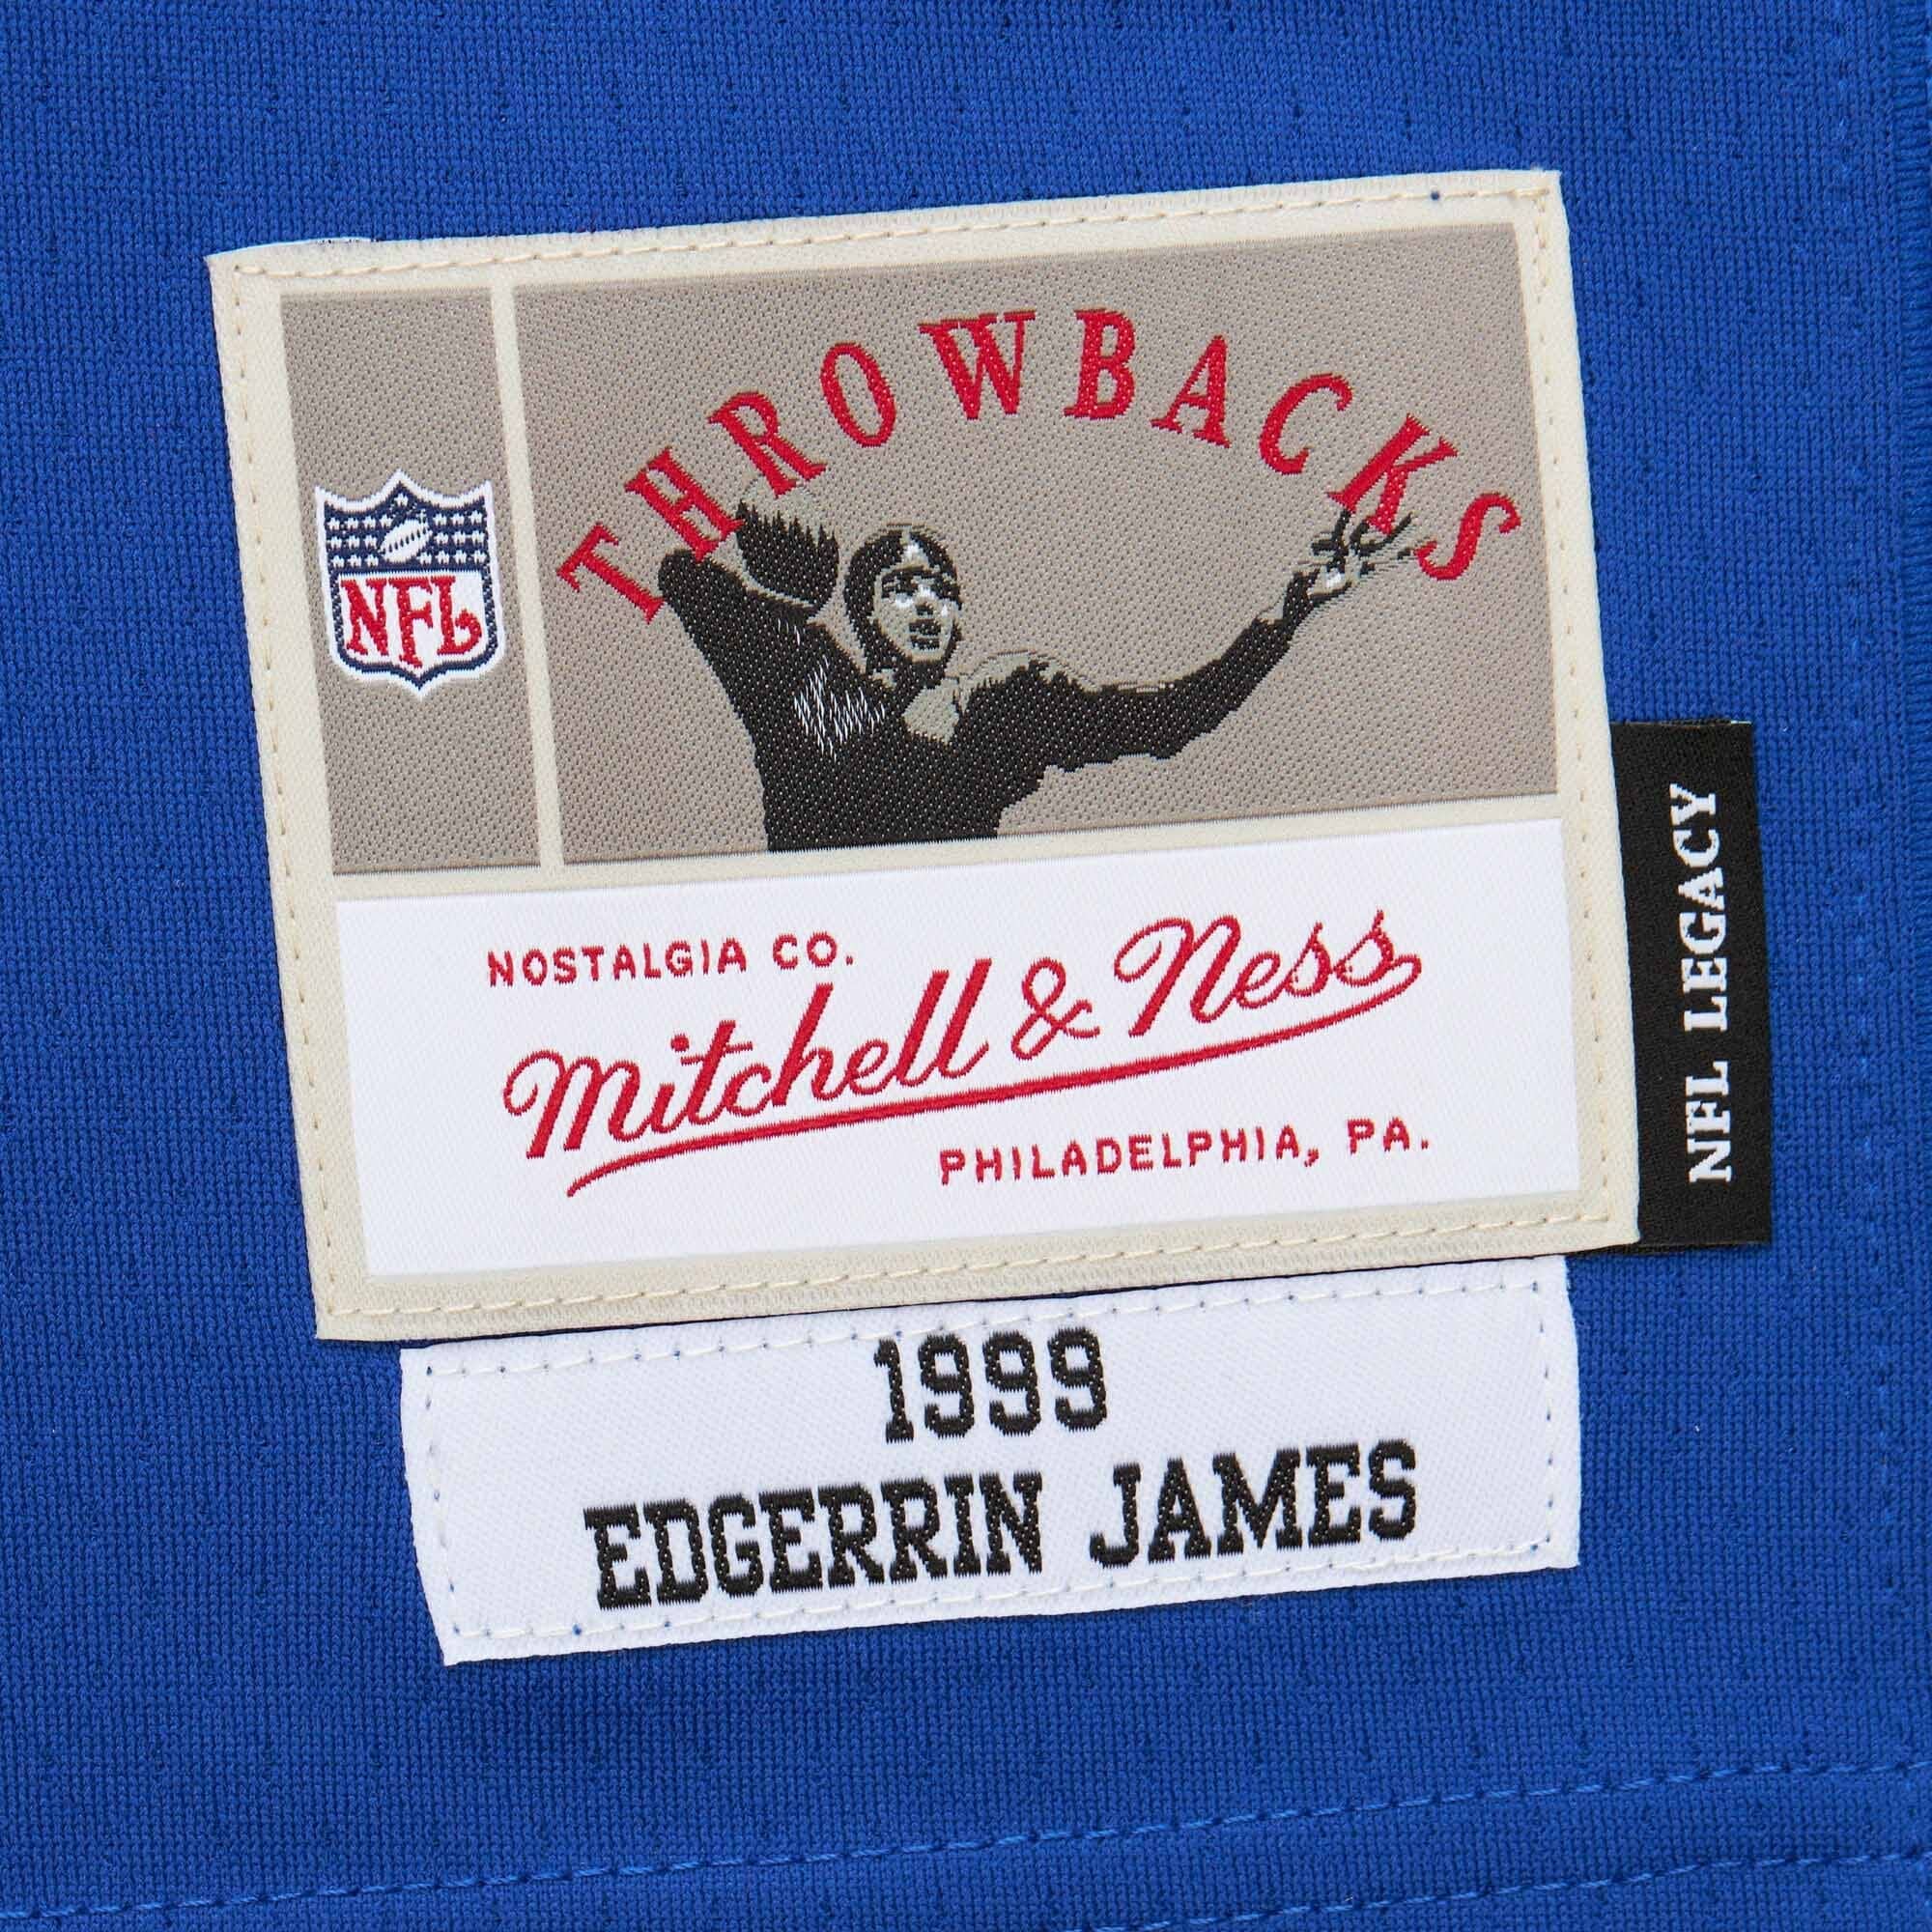 THROWBACKS
NFL
NOSTALGIA CO.
Mitchell & Ness
PHILADELPHIA, PA.
NFL LEGACY
1999
EDGERRIN JAMES